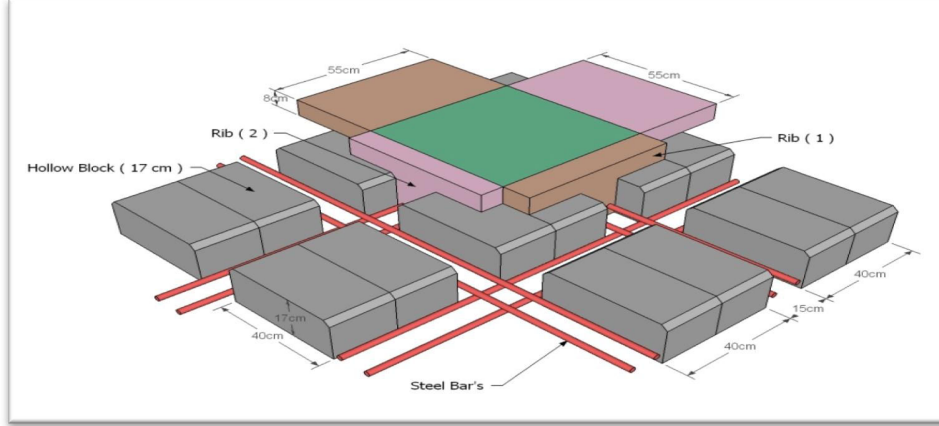 55cm
55cm
8cm
Rib ( 2 )
Rib ( 1 )
Hollow Block ( 17 cm )
40cm
15cm
17cm
40cm
40cm
Steel Bar's